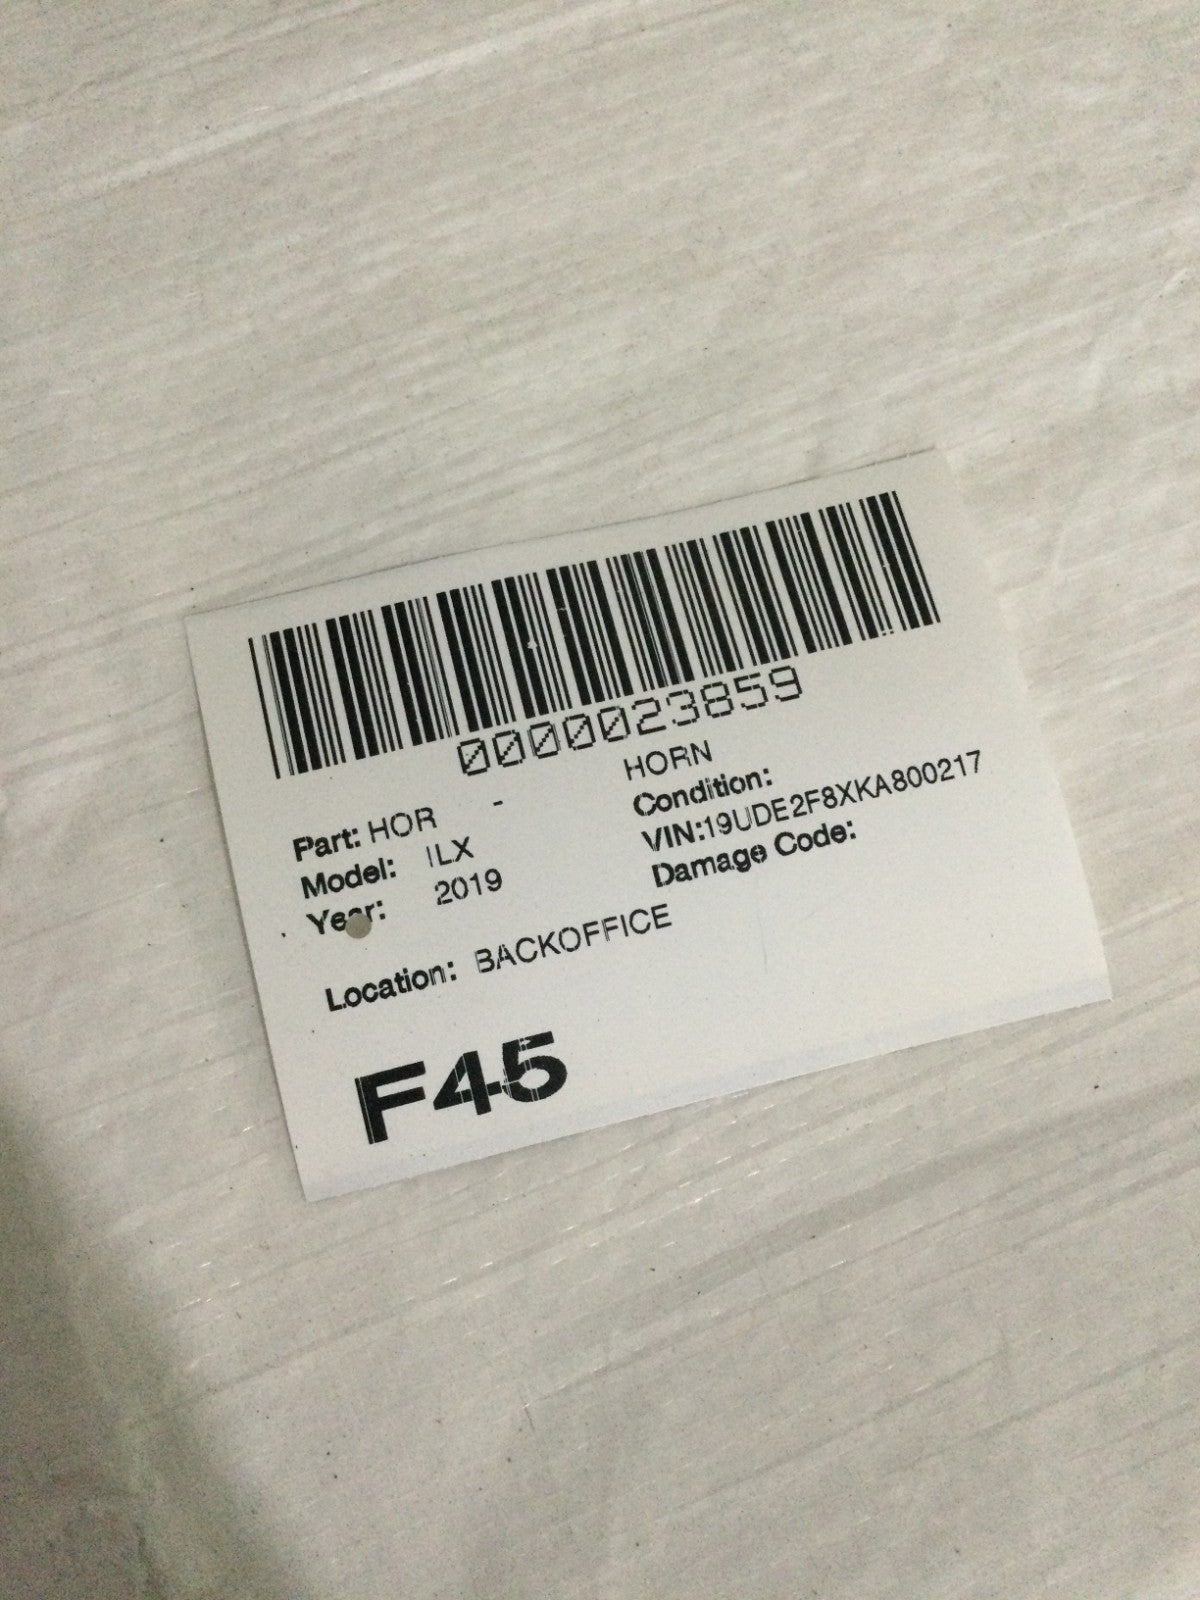 0000023859
Part: HOR - HORN
Model: ILX Condition:
Year: 2019 VIN:19UDE2F8XKA800217
Damage Code:
Location: BACKOFFICE
F45